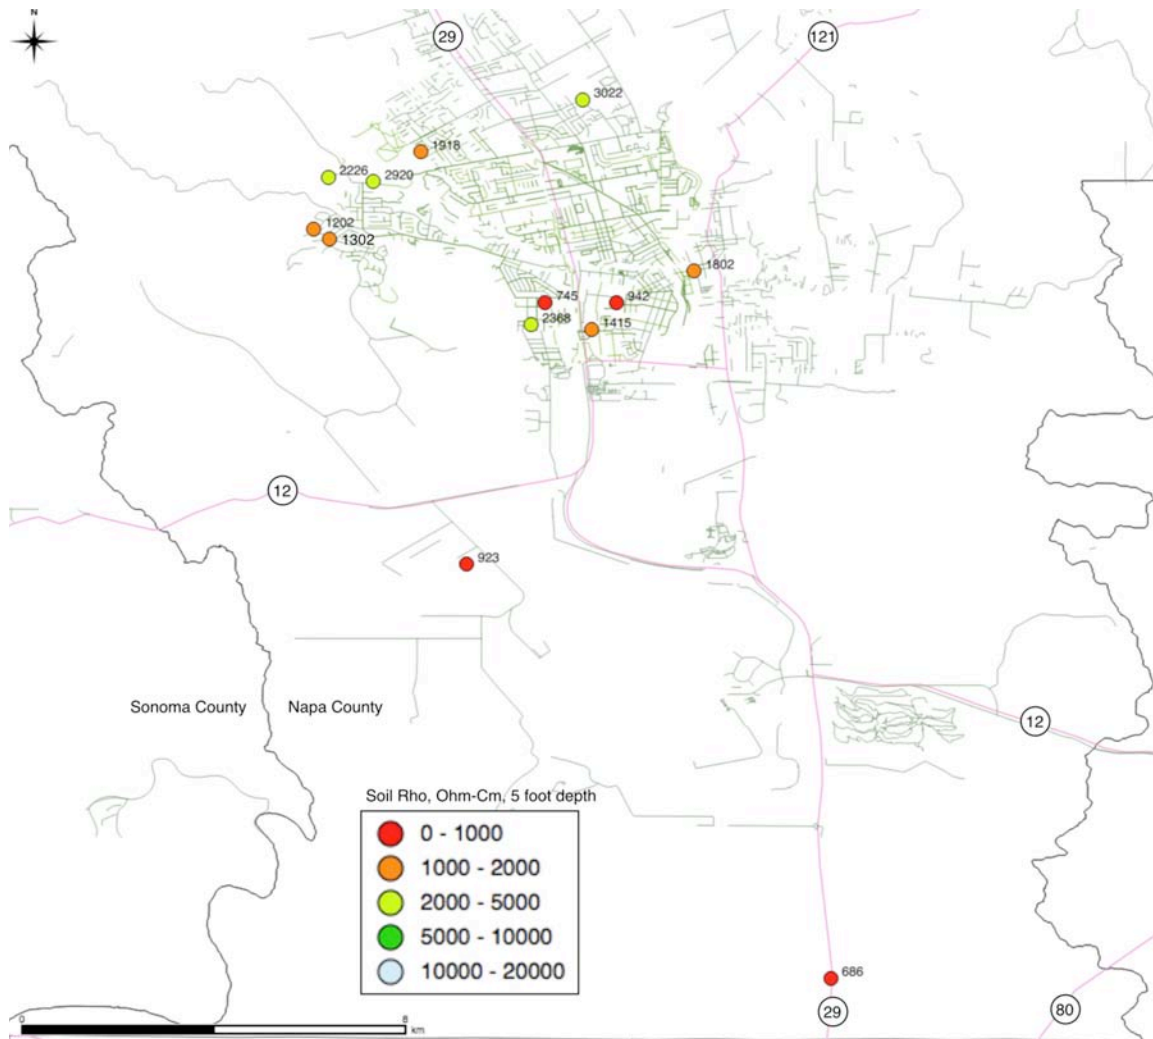 N
29
121
3022
1918
2226
2920
1202
1302
1802
745
942
2368
1415
12
923
Sonoma County
Napa County
12
Soil Rho, Ohm-Cm, 5 foot depth
0 - 1000
1000 - 2000
2000 - 5000
5000 - 10000
10000 - 20000
686
29
80
0
8
km